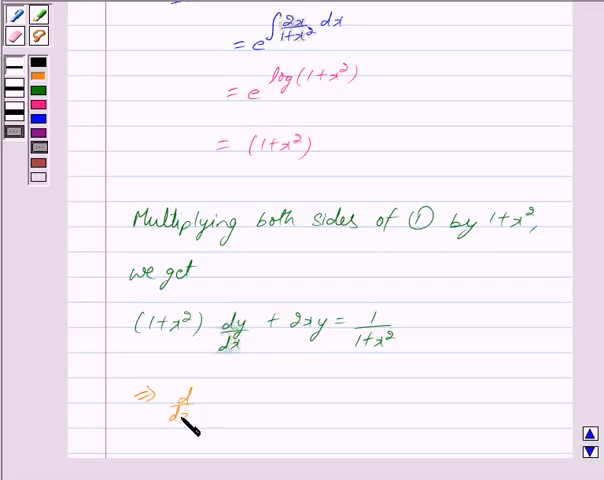 = e^∫ 2x/1+x² dx
= e^log(1+x²)
= (1+x²)
Multiplying both sides of ① by 1+x²,
we get
(1+x²) dy/dx + 2xy = 1/1+x²
⇒ d/d